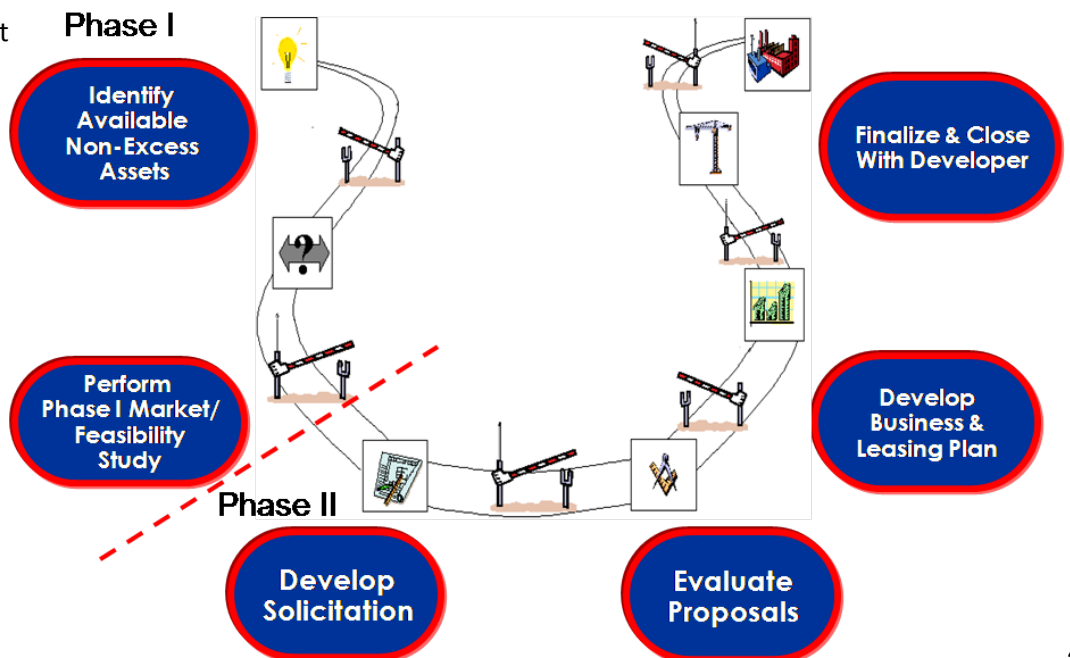 t
Phase I
Identify
Available
Non-Excess
Assets
Finalize & Close
With Developer
?
Perform
Phase I Market/
Feasibility
Study
Develop
Business &
Leasing Plan
Phase II
Develop
Solicitation
Evaluate
Proposals